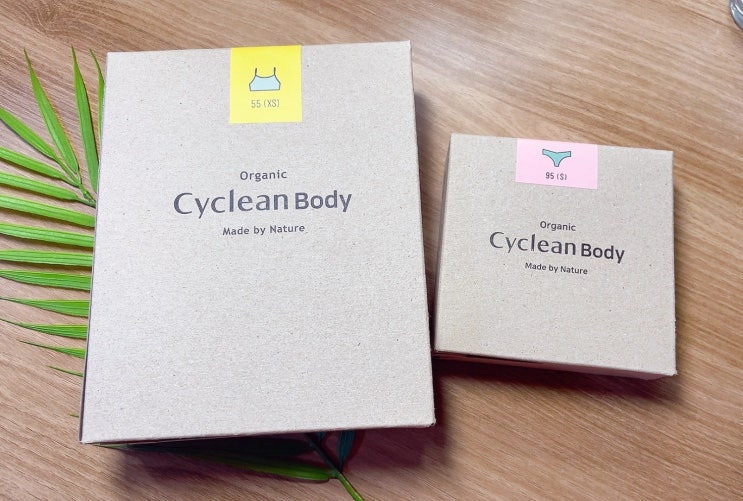 55 (XS)
Organic
Cyclean Body
Made by Nature
95 (S)
Organic
Cyclean Body
Made by Nature